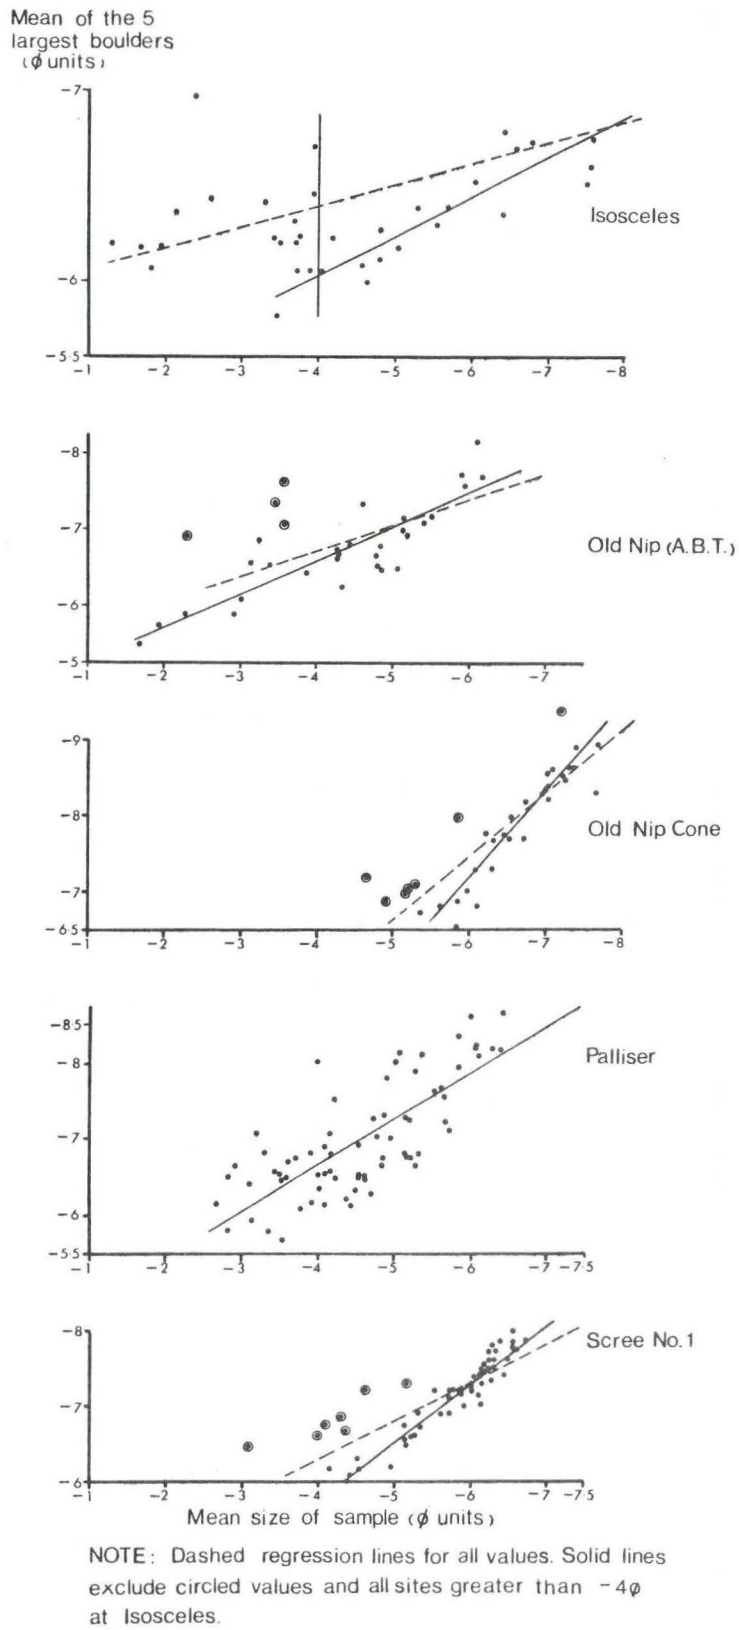 Mean of the 5
largest boulders
(ϕ units)
-7
-6
-5·5
-1 -2 -3 -4 -5 -6 -7 -8
Isosceles
-8
-7
-6
-5
-1 -2 -3 -4 -5 -6 -7
Old Nip (A.B.T.)
-9
-8
-7
-6·5
-1 -2 -3 -4 -5 -6 -7 -8
Old Nip Cone
-8·5
-8
-7
-6
-5·5
-1 -2 -3 -4 -5 -6 -7 -7·5
Palliser
-8
-7
-6
-1 -2 -3 -4 -5 -6 -7 -7·5
Scree No.1
Mean size of sample (ϕ units)
NOTE: Dashed regression lines for all values. Solid lines
exclude circled values and all sites greater than -4ϕ
at Isosceles.